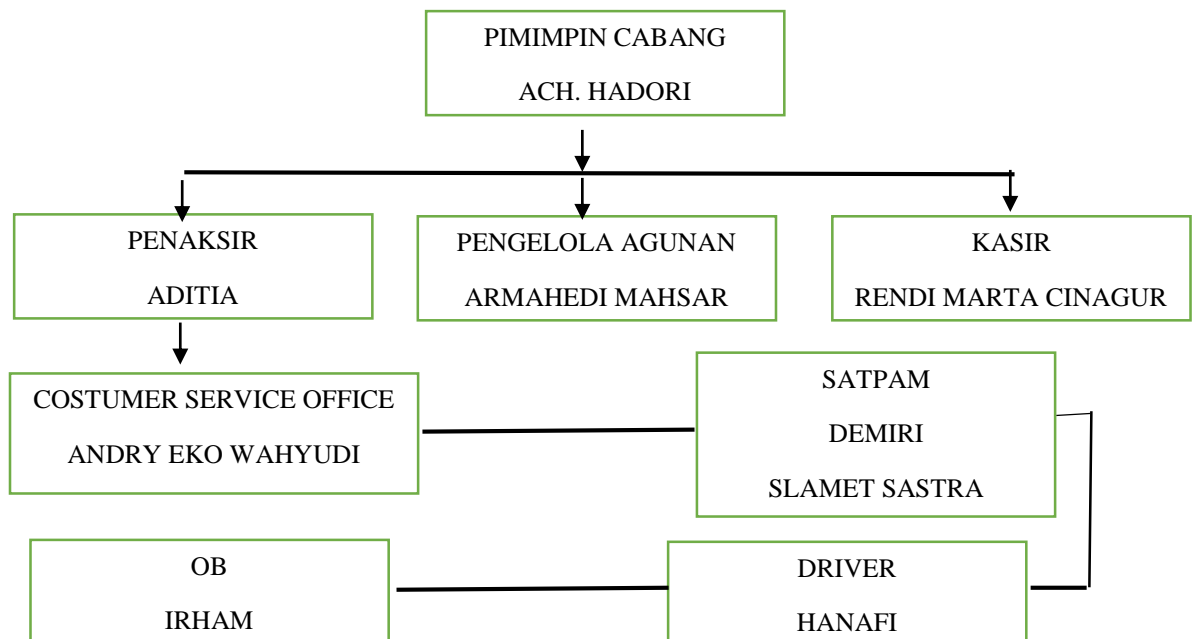 PIMIMPIN CABANG
ACH. HADORI
PENAKSIR
ADITIA
PENGELOLA AGUNAN
ARMAHEDI MAHSAR
KASIR
RENDI MARTA CINAGUR
COSTUMER SERVICE OFFICE
ANDRY EKO WAHYUDI
SATPAM
DEMIRI
SLAMET SASTRA
OB
IRHAM
DRIVER
HANAFI